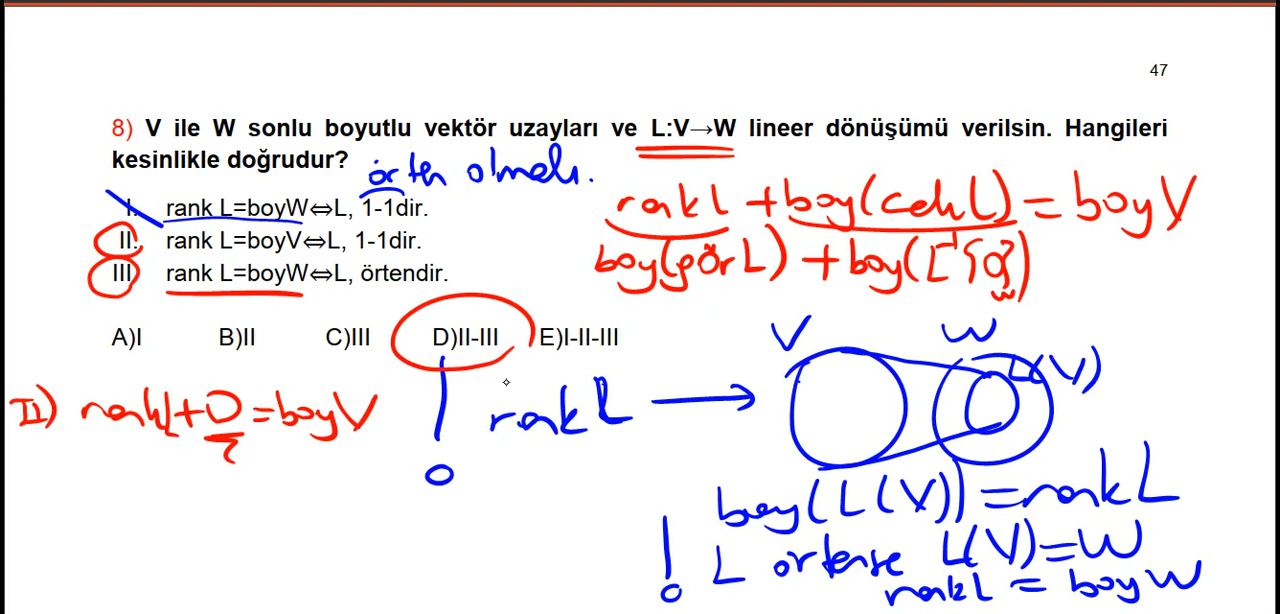 47
8) V ile W sonlu boyutlu vektör uzayları ve L:V→W lineer dönüşümü verilsin. Hangileri
kesinlikle doğrudur?
örten olmalı.
I. rank L=boyW⇔L, 1-1dir.
II. rank L=boyV⇔L, 1-1dir.
III. rank L=boyW⇔L, örtendir.
rank L + boy(çek L) = boy V
boy(gör L) + boy(L⁻¹{0_w})
A)I B)II C)III D)II-III E)I-II-III
V W
L(V)
II) rank L + 0 = boy V
! rank L →
boy(L(V)) = rank L
! L örtense L(V) = W
rank L = boy W